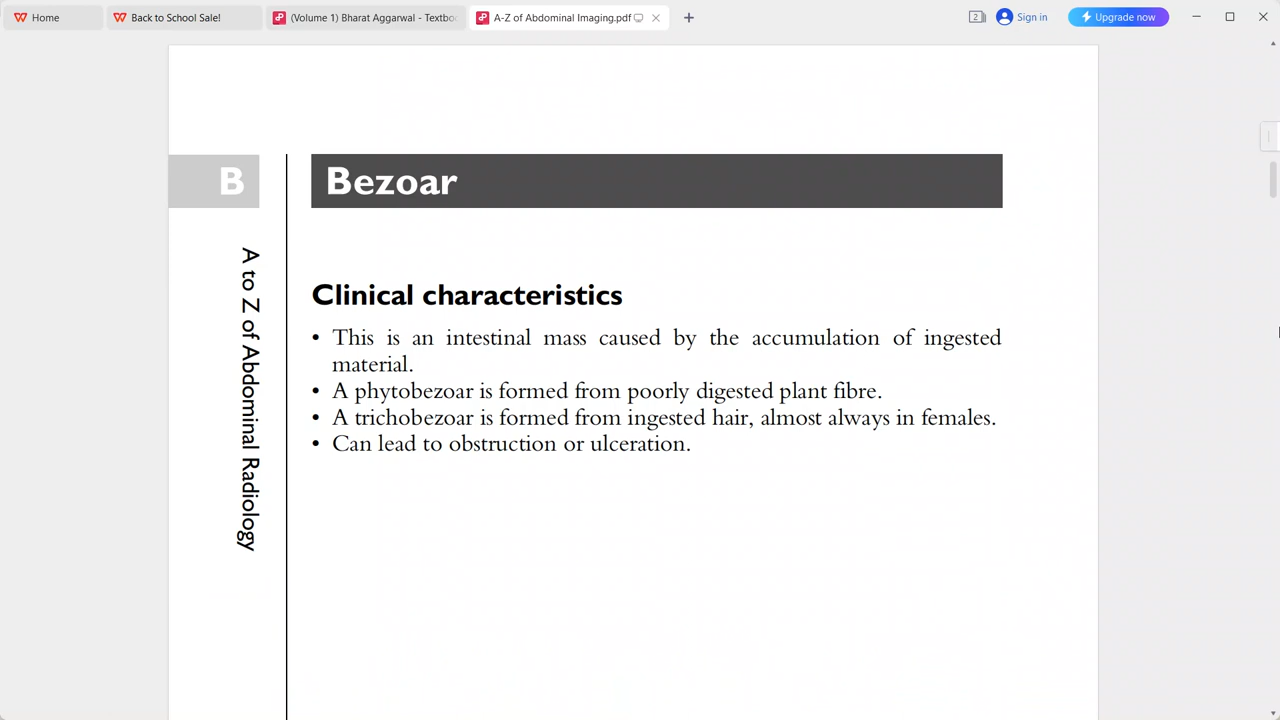 Home
Back to School Sale!
(Volume 1) Bharat Aggarwal - Textbo
A-Z of Abdominal Imaging.pdf
2
Sign in
Upgrade now
B
Bezoar
A to Z of Abdominal Radiology
Clinical characteristics
• This is an intestinal mass caused by the accumulation of ingested
material.
• A phytobezoar is formed from poorly digested plant fibre.
• A trichobezoar is formed from ingested hair, almost always in females.
• Can lead to obstruction or ulceration.